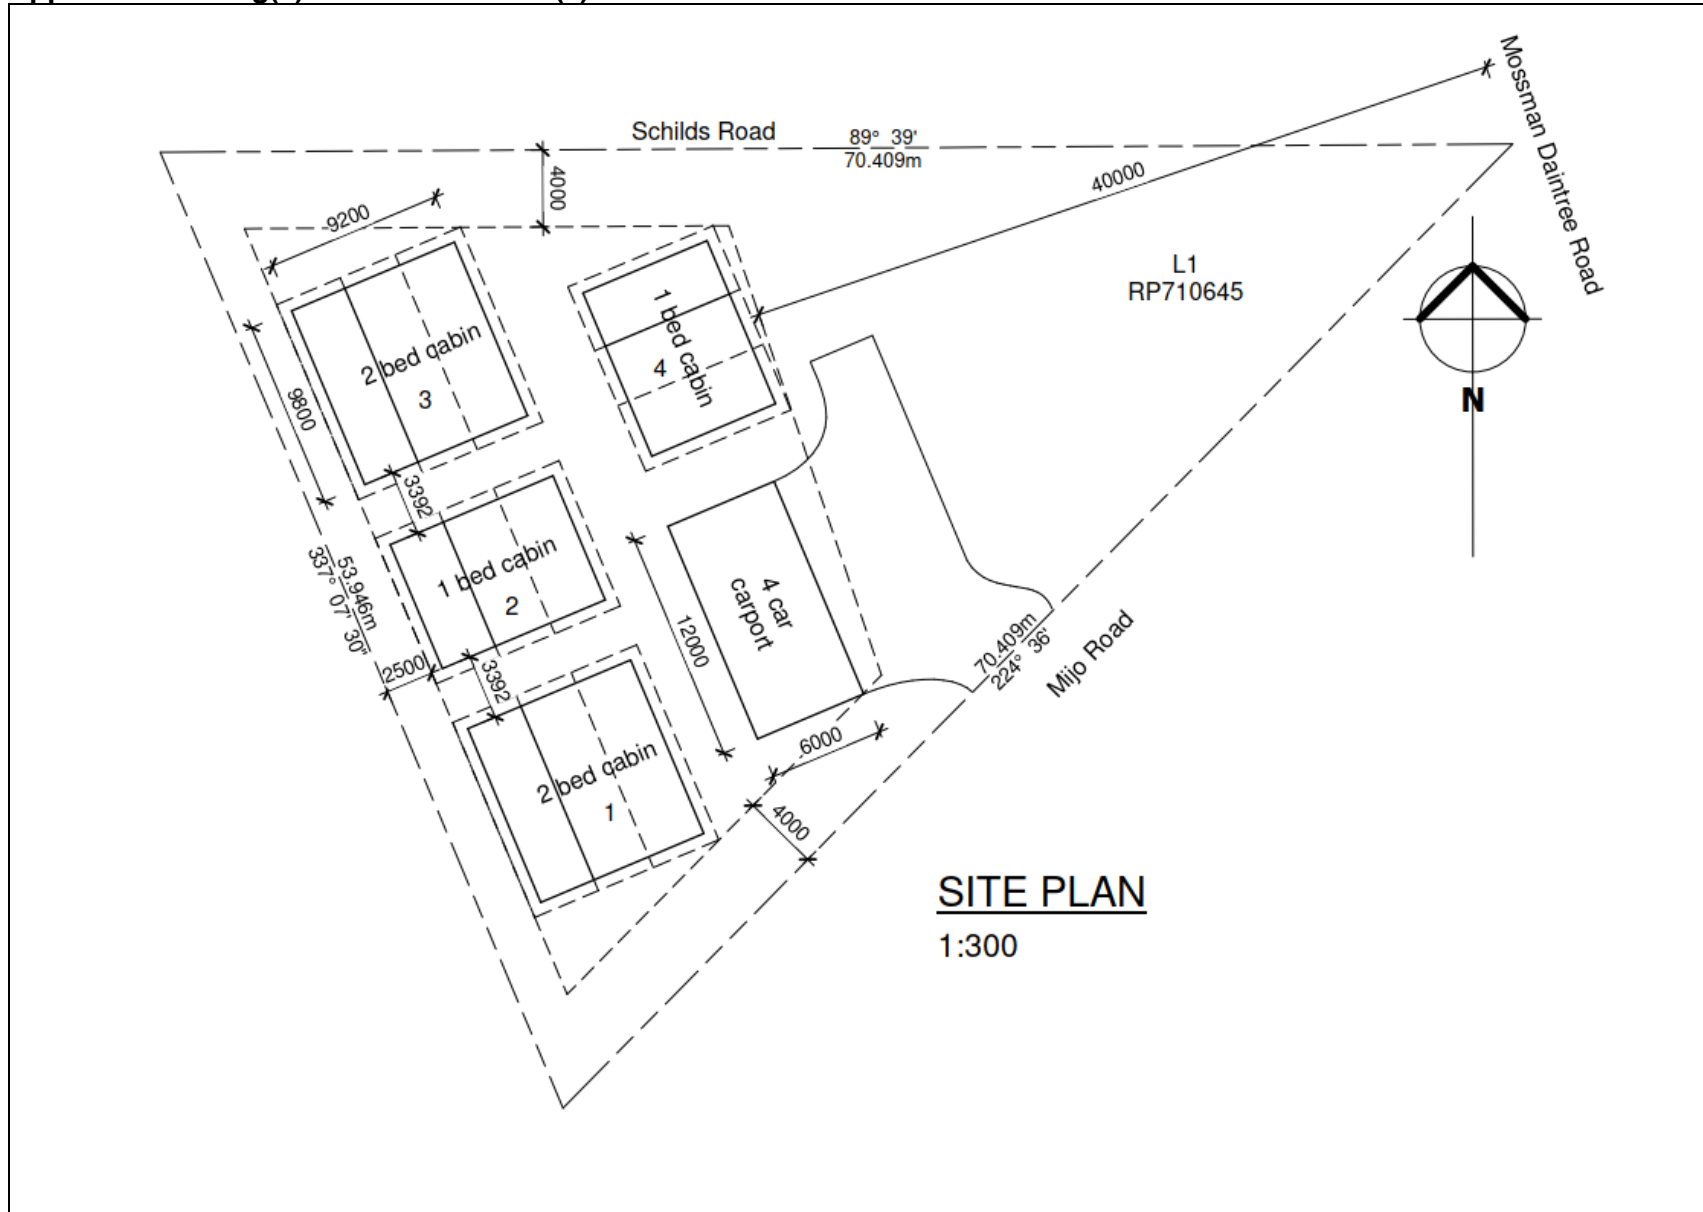 Schilds Road
89° 39'
70.409m
Mossman Daintree Road
40000
4000
9200
L1
RP710645
N
2 bed cabin
3
1 bed cabin
4
9800
3392
1 bed cabin
2
53.946m
337° 07' 30"
2500
3392
12000
4 car
carport
70.409m
224° 36'
Mijo Road
6000
2 bed cabin
1
4000
SITE PLAN
1:300